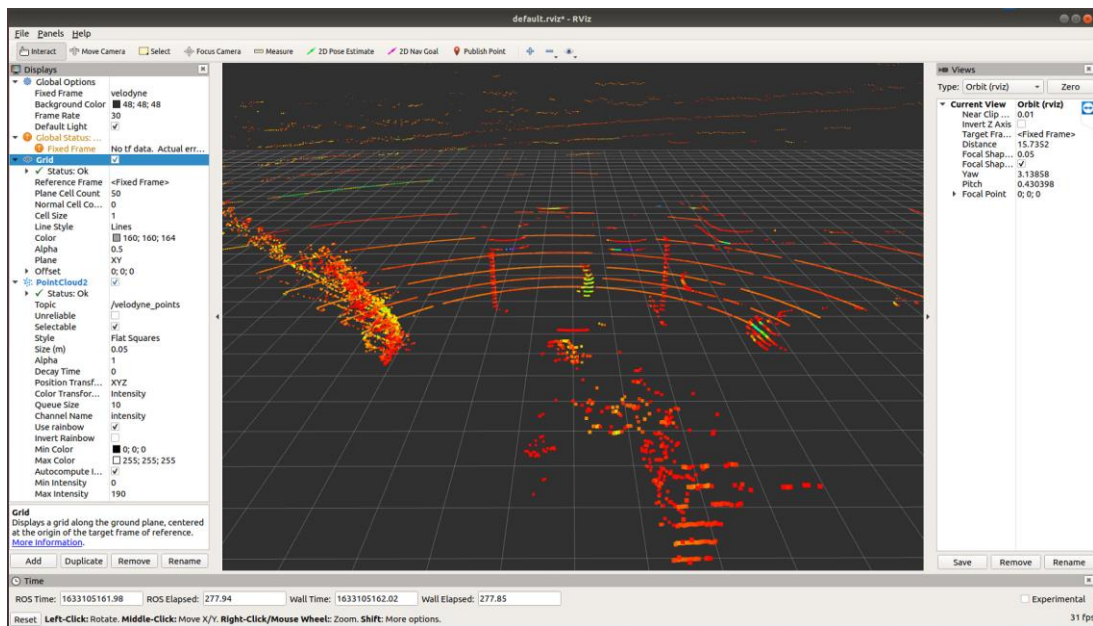 default.rviz* - RViz
File Panels Help
Interact Move Camera Select Focus Camera Measure 2D Pose Estimate 2D Nav Goal Publish Point
Displays
Global Options
Fixed Frame velodyne
Background Color 48; 48; 48
Frame Rate 30
Default Light
Global Status: ...
Fixed Frame No tf data. Actual err...
Grid
Status: Ok
Reference Frame <Fixed Frame>
Plane Cell Count 50
Normal Cell Co... 0
Cell Size 1
Line Style Lines
Color 160; 160; 164
Alpha 0.5
Plane XY
Offset 0; 0; 0
PointCloud2
Status: Ok
Topic /velodyne_points
Unreliable
Selectable
Style Flat Squares
Size (m) 0.05
Alpha 1
Decay Time 0
Position Transf... XYZ
Color Transfor... Intensity
Queue Size 10
Channel Name intensity
Use rainbow
Invert Rainbow
Min Color 0; 0; 0
Max Color 255; 255; 255
Autocompute I...
Min Intensity 0
Max Intensity 190
Grid
Displays a grid along the ground plane, centered
at the origin of the target frame of reference.
More Information.
Add Duplicate Remove Rename
Views
Type: Orbit (rviz) Zero
Current View Orbit (rviz)
Near Clip ... 0.01
Invert Z Axis
Target Fra... <Fixed Frame>
Distance 15.7352
Focal Shap... 0.05
Focal Shap...
Yaw 3.13858
Pitch 0.430398
Focal Point 0; 0; 0
Save Remove Rename
Time
ROS Time: 1633105161.98 ROS Elapsed: 277.94 Wall Time: 1633105162.02 Wall Elapsed: 277.85 Experimental
Reset Left-Click: Rotate. Middle-Click: Move X/Y. Right-Click/Mouse Wheel:: Zoom. Shift: More options. 31 fps